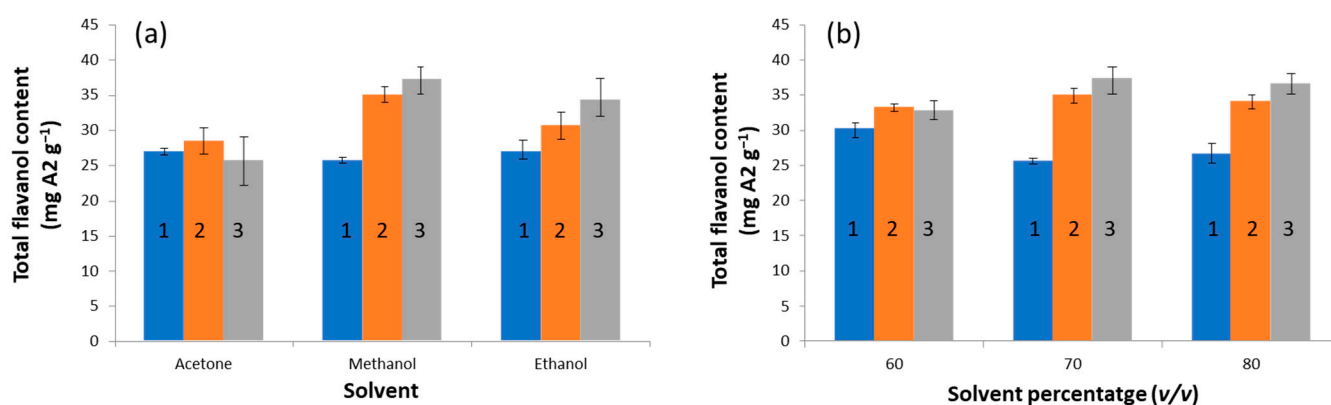 (a)
Total flavanol content
(mg A2 g⁻¹)
45
40
35
30
25
20
15
10
5
0
1 2 3 1 2 3 1 2 3
Acetone Methanol Ethanol
Solvent
(b)
Total flavanol content
(mg A2 g⁻¹)
45
40
35
30
25
20
15
10
5
0
1 2 3 1 2 3 1 2 3
60 70 80
Solvent percentatge (v/v)